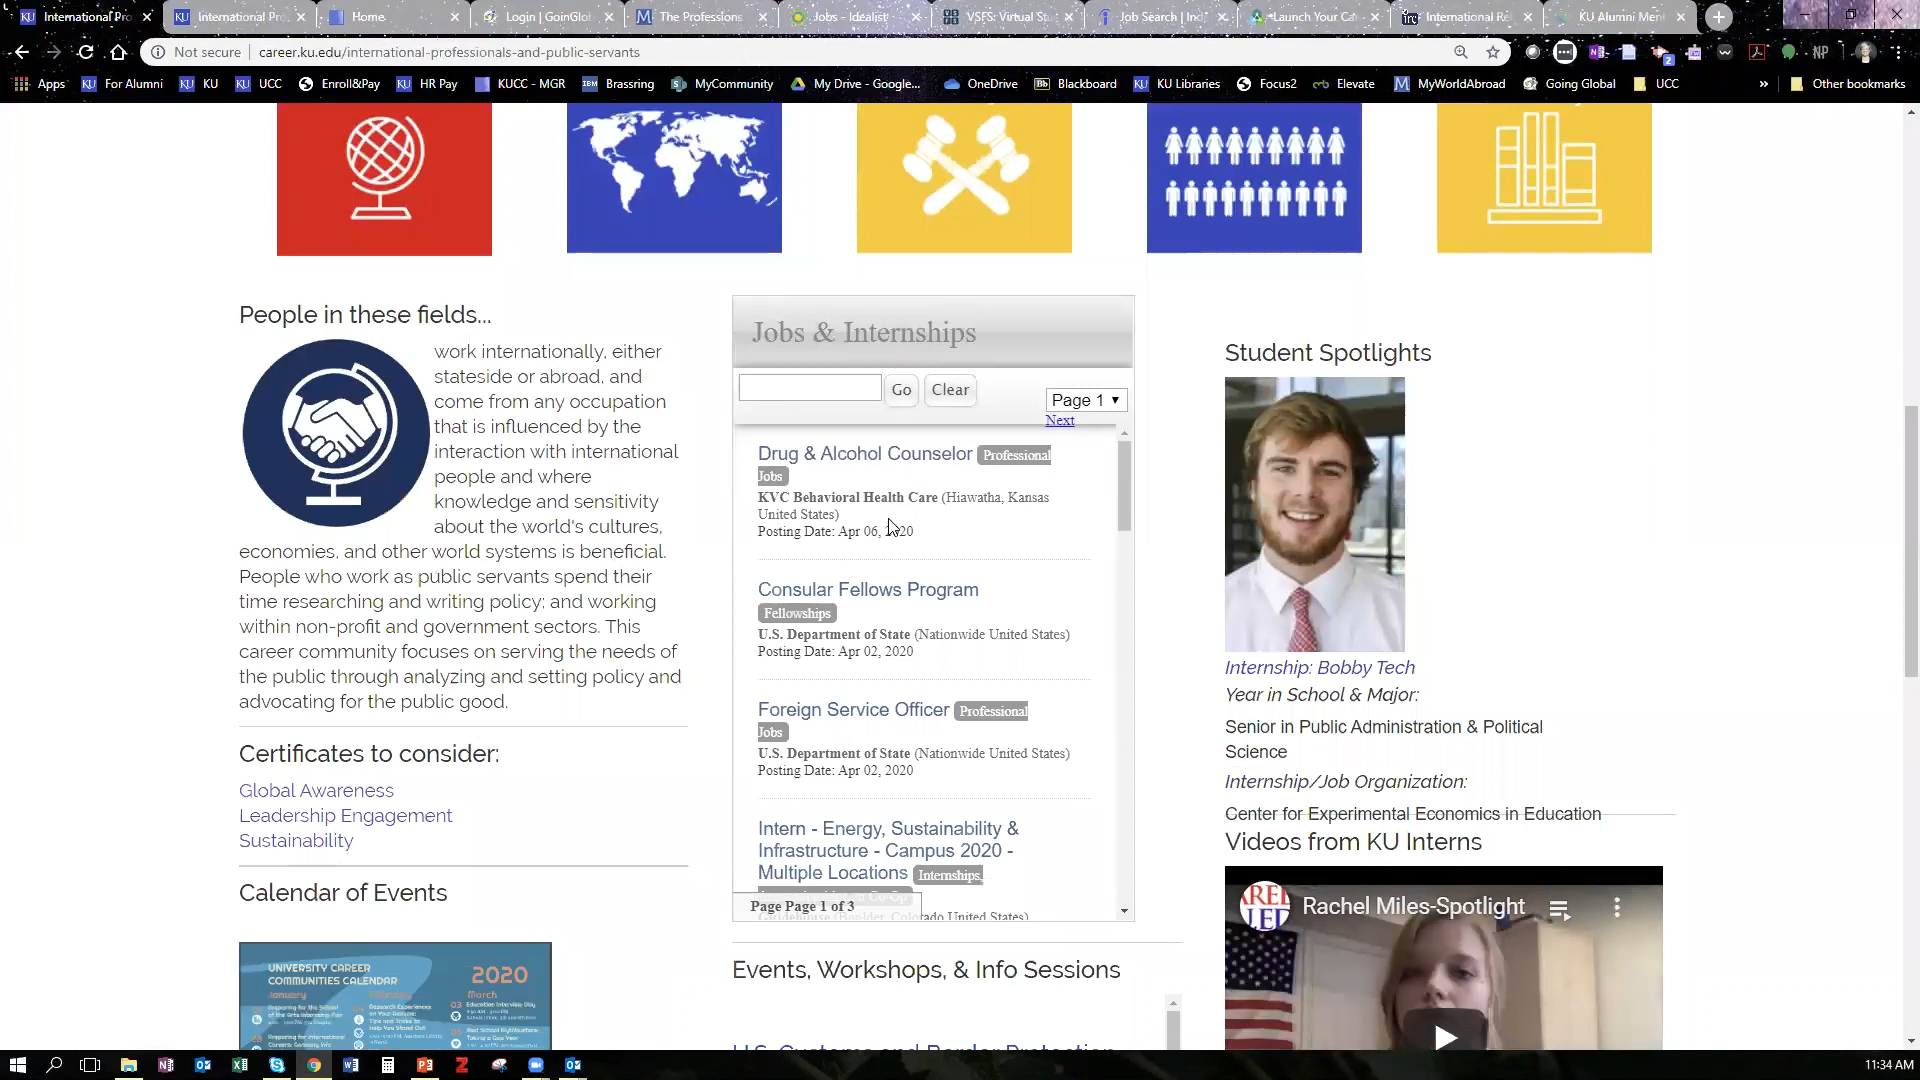 International Pro
International Pro
Home
Login | GoinGlob
The Professions
Jobs - Idealist
VSFS: Virtual Stu
Job Search | Ind
*Launch Your Ca
International Re
KU Alumni Ment
Not secure
career.ku.edu/international-professionals-and-public-servants
Apps
For Alumni
KU
UCC
Enroll&Pay
HR Pay
KUCC - MGR
Brassring
MyCommunity
My Drive - Google...
OneDrive
Blackboard
KU Libraries
Focus2
Elevate
MyWorldAbroad
Going Global
UCC
»
Other bookmarks
People in these fields...
work internationally, either
stateside or abroad, and
come from any occupation
that is influenced by the
interaction with international
people and where
knowledge and sensitivity
about the world's cultures,
economies, and other world systems is beneficial.
People who work as public servants spend their
time researching and writing policy; and working
within non-profit and government sectors. This
career community focuses on serving the needs of
the public through analyzing and setting policy and
advocating for the public good.
Certificates to consider:
Global Awareness
Leadership Engagement
Sustainability
Calendar of Events
UNIVERSITY CAREER
COMMUNITIES CALENDAR
2020
January
March
Jobs & Internships
Go
Clear
Page 1
Next
Drug & Alcohol Counselor Professional
Jobs
KVC Behavioral Health Care (Hiawatha, Kansas
United States)
Posting Date: Apr 06, 2020
Consular Fellows Program
Fellowships
U.S. Department of State (Nationwide United States)
Posting Date: Apr 02, 2020
Foreign Service Officer Professional
Jobs
U.S. Department of State (Nationwide United States)
Posting Date: Apr 02, 2020
Intern - Energy, Sustainability &
Infrastructure - Campus 2020 -
Multiple Locations Internships,
Page Page 1 of 3
Events, Workshops, & Info Sessions
U.S. Customs and Border Protection
Student Spotlights
Internship: Bobby Tech
Year in School & Major:
Senior in Public Administration & Political
Science
Internship/Job Organization:
Center for Experimental Economics in Education
Videos from KU Interns
Rachel Miles-Spotlight
11:34 AM